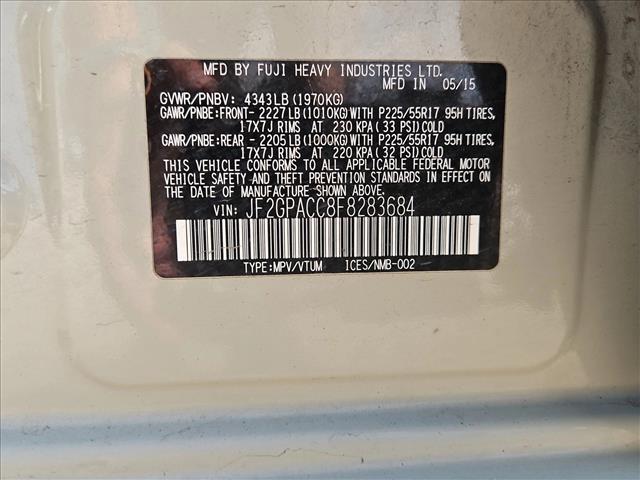 MFD BY FUJI HEAVY INDUSTRIES LTD.
MFD IN 05/15
GVWR/PNBV: 4343LB (1970KG)
GAWR/PNBE:FRONT- 2227LB (1010KG) WITH P225/55R17 95H TIRES,
17X7J RIMS AT 230 KPA (33 PSI) COLD
GAWR/PNBE:REAR - 2205LB (1000KG) WITH P225/55R17 95H TIRES,
17X7J RIMS AT 220 KPA (32 PSI) COLD
THIS VEHICLE CONFORMS TO ALL APPLICABLE FEDERAL MOTOR
VEHICLE SAFETY AND THEFT PREVENTION STANDARDS IN EFFECT
ON THE DATE OF MANUFACTURE SHOWN ABOVE.
VIN: JF2GPACC8F8283684
TYPE:MPV/VTUM ICES/NMB-002